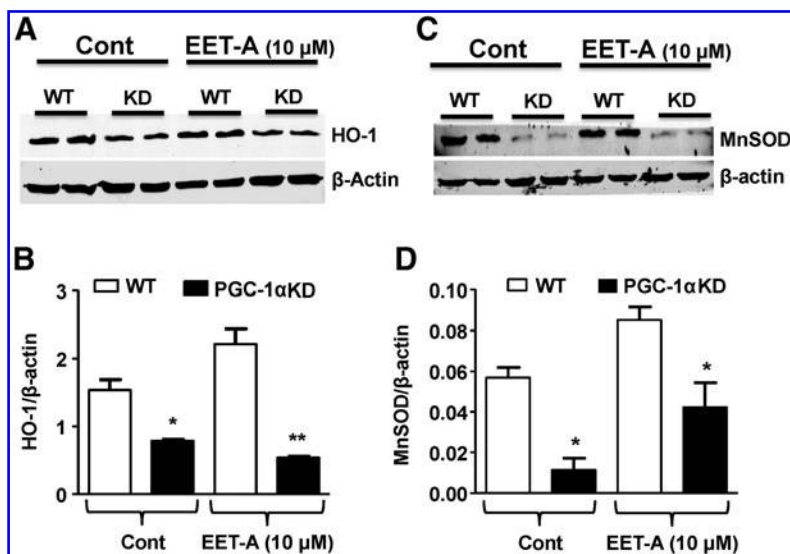 A
Cont
EET-A (10 µM)
WT
KD
WT
KD
HO-1
β-Actin
C
Cont
EET-A (10 µM)
WT
KD
WT
KD
MnSOD
β-actin
B
WT
PGC-1αKD
HO-1/β-actin
3
2
1
0
*
**
Cont
EET-A (10 µM)
D
WT
PGC-1αKD
MnSOD/β-actin
0.10
0.08
0.06
0.04
0.02
0.00
*
*
Cont
EET-A (10 µM)